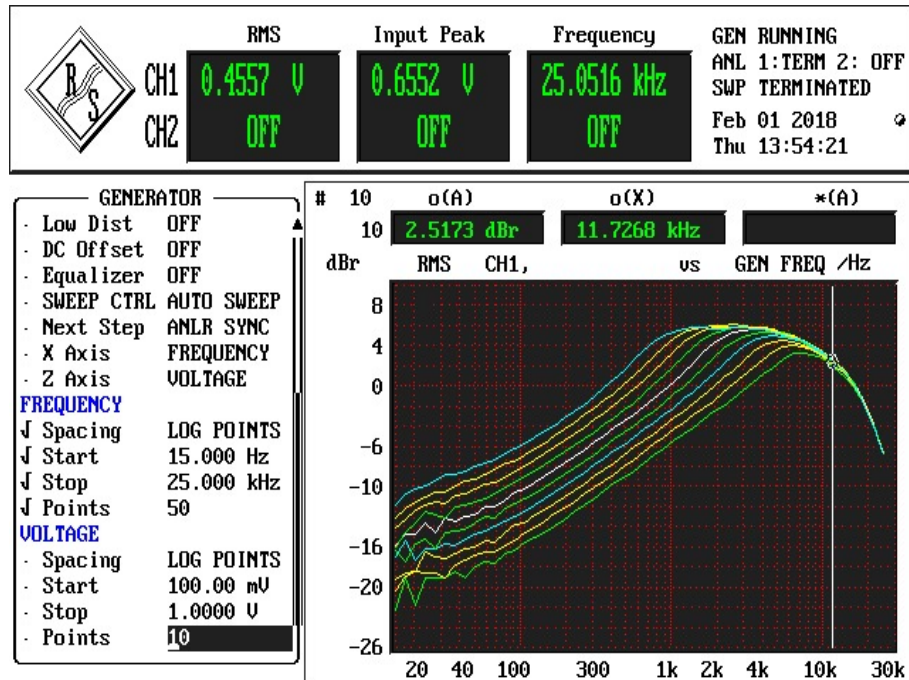 RMS Input Peak Frequency
GEN RUNNING
ANL 1:TERM 2: OFF
SWP TERMINATED
Feb 01 2018
Thu 13:54:21
R S
CH1 0.4557 V 0.6552 V 25.0516 kHz
CH2 OFF OFF OFF
GENERATOR
· Low Dist OFF
· DC Offset OFF
· Equalizer OFF
· SWEEP CTRL AUTO SWEEP
· Next Step ANLR SYNC
· X Axis FREQUENCY
· Z Axis VOLTAGE
FREQUENCY
√ Spacing LOG POINTS
√ Start 15.000 Hz
√ Stop 25.000 kHz
√ Points 50
VOLTAGE
· Spacing LOG POINTS
· Start 100.00 mV
· Stop 1.0000 V
· Points 10
# 10 o(A) o(X) *(A)
10 2.5173 dBr 11.7268 kHz
dBr RMS CH1, vs GEN FREQ /Hz
8
4
0
-6
-10
-16
-20
-26
20 40 100 300 1k 2k 4k 10k 30k